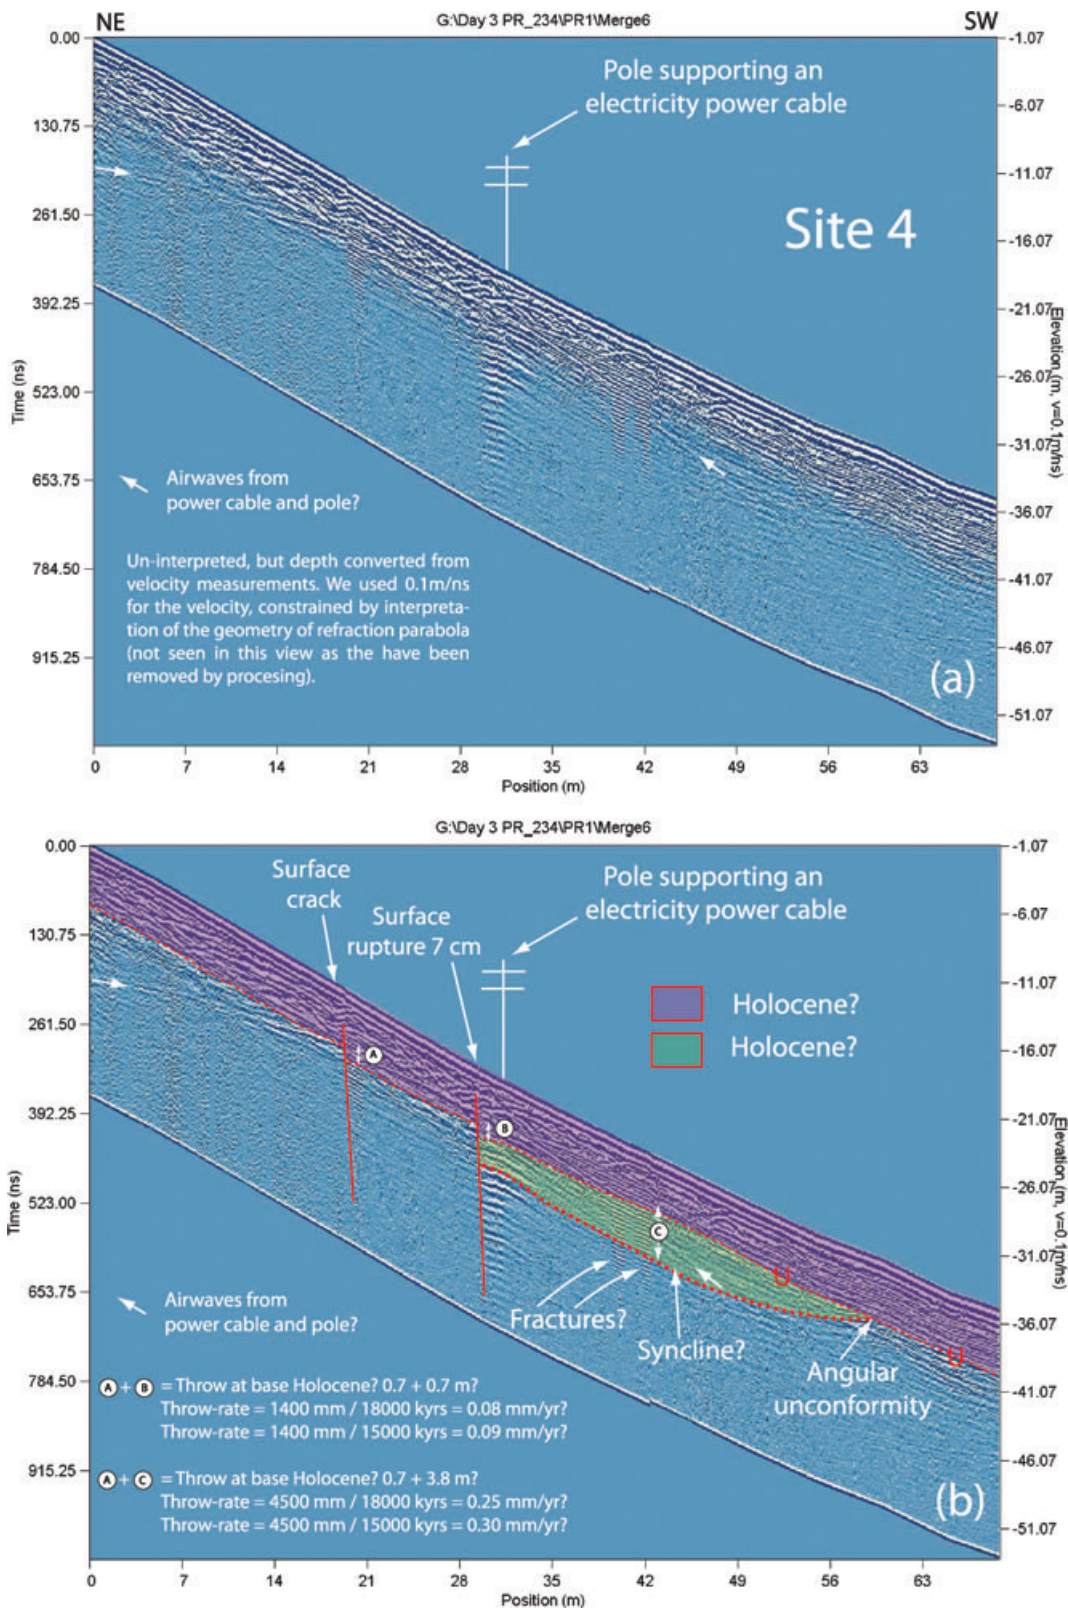 NE
G:\Day 3 PR_234\PR1\Merge6
SW
0.00
130.75
261.50
392.25
523.00
653.75
784.50
915.25
Time (ns)
-1.07
-6.07
-11.07
-16.07
-21.07
-26.07
-31.07
-36.07
-41.07
-46.07
-51.07
Elevation (m, v=0.1m/ns)
Pole supporting an
electricity power cable
Site 4
Airwaves from
power cable and pole?
Un-interpreted, but depth converted from
velocity measurements. We used 0.1m/ns
for the velocity, constrained by interpreta-
tion of the geometry of refraction parabola
(not seen in this view as the have been
removed by procesing).
(a)
0 7 14 21 28 35 42 49 56 63
Position (m)
G:\Day 3 PR_234\PR1\Merge6
0.00
130.75
261.50
392.25
523.00
653.75
784.50
915.25
Time (ns)
-1.07
-6.07
-11.07
-16.07
-21.07
-26.07
-31.07
-36.07
-41.07
-46.07
-51.07
Elevation (m, v=0.1m/ns)
Surface
crack
Surface
rupture 7 cm
Pole supporting an
electricity power cable
Holocene?
Holocene?
A
B
C
U
U
Fractures?
Syncline?
Angular
unconformity
Airwaves from
power cable and pole?
A + B = Throw at base Holocene? 0.7 + 0.7 m?
Throw-rate = 1400 mm / 18000 kyrs = 0.08 mm/yr?
Throw-rate = 1400 mm / 15000 kyrs = 0.09 mm/yr?
A + C = Throw at base Holocene? 0.7 + 3.8 m?
Throw-rate = 4500 mm / 18000 kyrs = 0.25 mm/yr?
Throw-rate = 4500 mm / 15000 kyrs = 0.30 mm/yr?
(b)
0 7 14 21 28 35 42 49 56 63
Position (m)